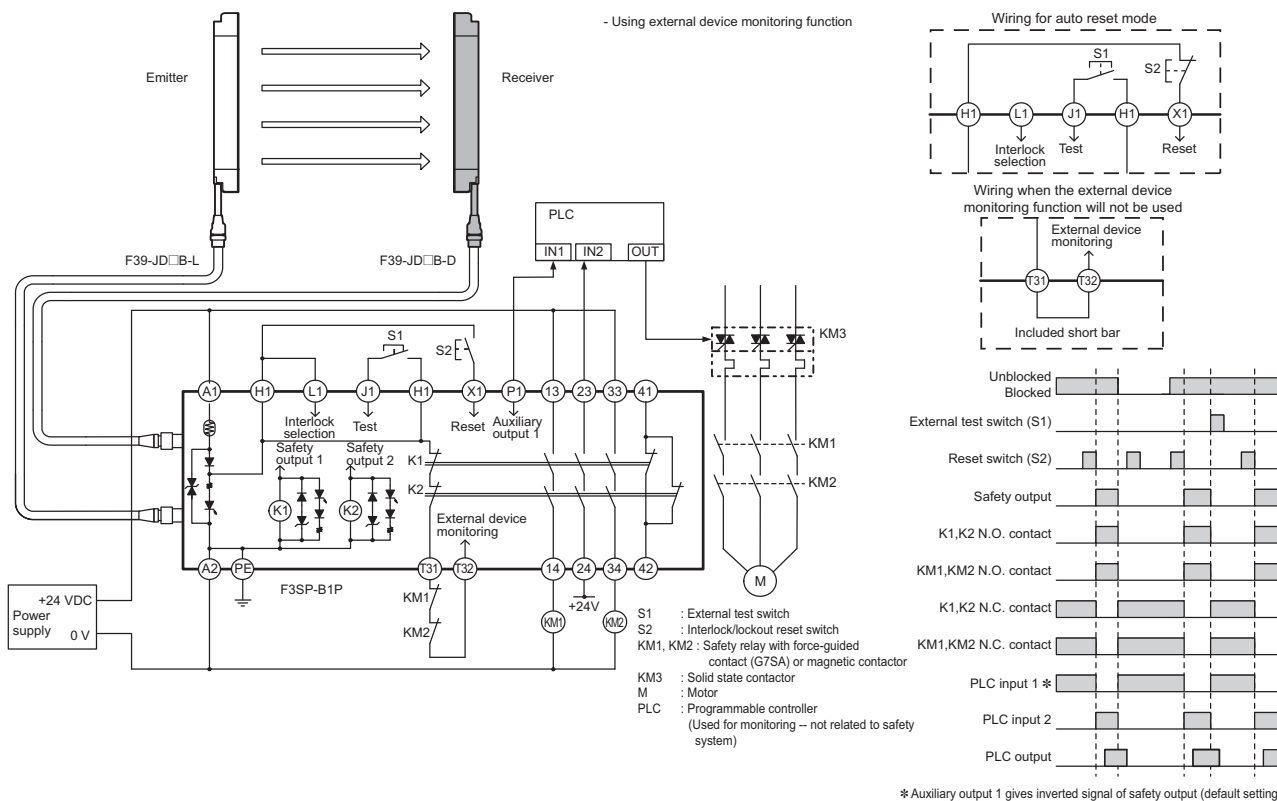 - Using external device monitoring function
Wiring for auto reset mode
S1
S2
H1 L1 J1 H1 X1
Interlock
selection
Test
Reset
Wiring when the external device
monitoring function will not be used
External device
monitoring
T31 T32
Included short bar
Emitter
Receiver
F39-JD□B-L
F39-JD□B-D
PLC
IN1 IN2 OUT
KM3
S1
S2
A1 H1 L1 J1 H1 X1 P1 13 23 33 41
Interlock
selection
Test
Reset
Auxiliary
output 1
Safety
output 1
Safety
output 2
K1
K2
K1
K2
External device
monitoring
KM1
KM2
A2 PE T31 T32 14 24 34 42
F3SP-B1P
KM1
KM2
KM1
+24V
KM2
M
+24 VDC
Power
supply
0 V
S1 : External test switch
S2 : Interlock/lockout reset switch
KM1, KM2 : Safety relay with force-guided
contact (G7SA) or magnetic contactor
KM3 : Solid state contactor
M : Motor
PLC : Programmable controller
(Used for monitoring -- not related to safety
system)
Unblocked
Blocked
External test switch (S1)
Reset switch (S2)
Safety output
K1,K2 N.O. contact
KM1,KM2 N.O. contact
K1,K2 N.C. contact
KM1,KM2 N.C. contact
PLC input 1 ✻
PLC input 2
PLC output
✻ Auxiliary output 1 gives inverted signal of safety output (default setting